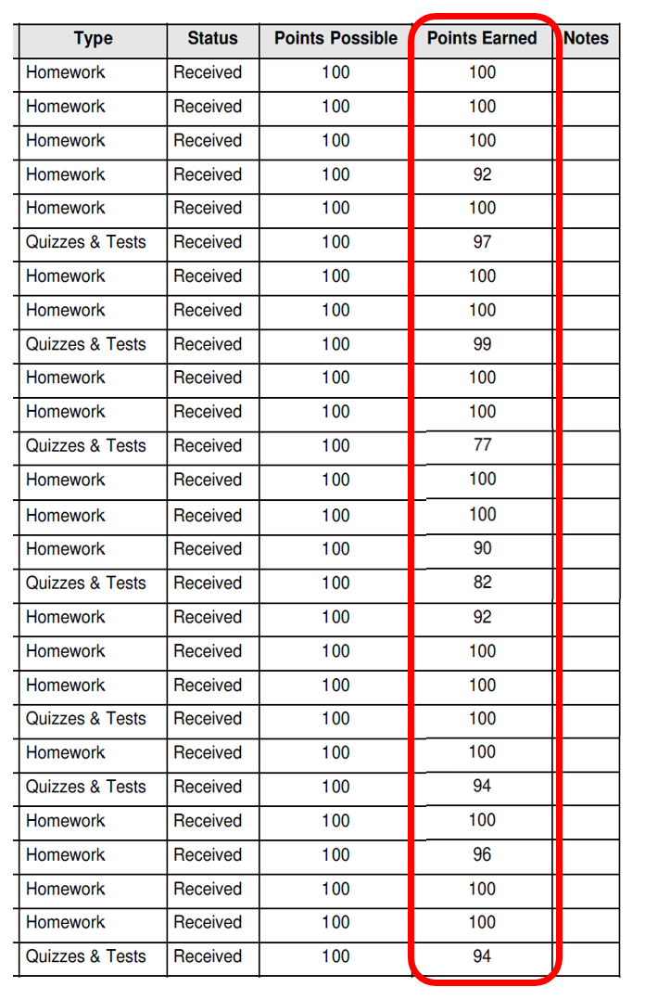 Type Status Points Possible Points Earned Notes
Homework Received 100 100
Homework Received 100 100
Homework Received 100 100
Homework Received 100 92
Homework Received 100 100
Quizzes & Tests Received 100 97
Homework Received 100 100
Homework Received 100 100
Quizzes & Tests Received 100 99
Homework Received 100 100
Homework Received 100 100
Quizzes & Tests Received 100 77
Homework Received 100 100
Homework Received 100 100
Homework Received 100 90
Quizzes & Tests Received 100 82
Homework Received 100 92
Homework Received 100 100
Homework Received 100 100
Quizzes & Tests Received 100 100
Homework Received 100 100
Quizzes & Tests Received 100 94
Homework Received 100 100
Homework Received 100 96
Homework Received 100 100
Homework Received 100 100
Quizzes & Tests Received 100 94